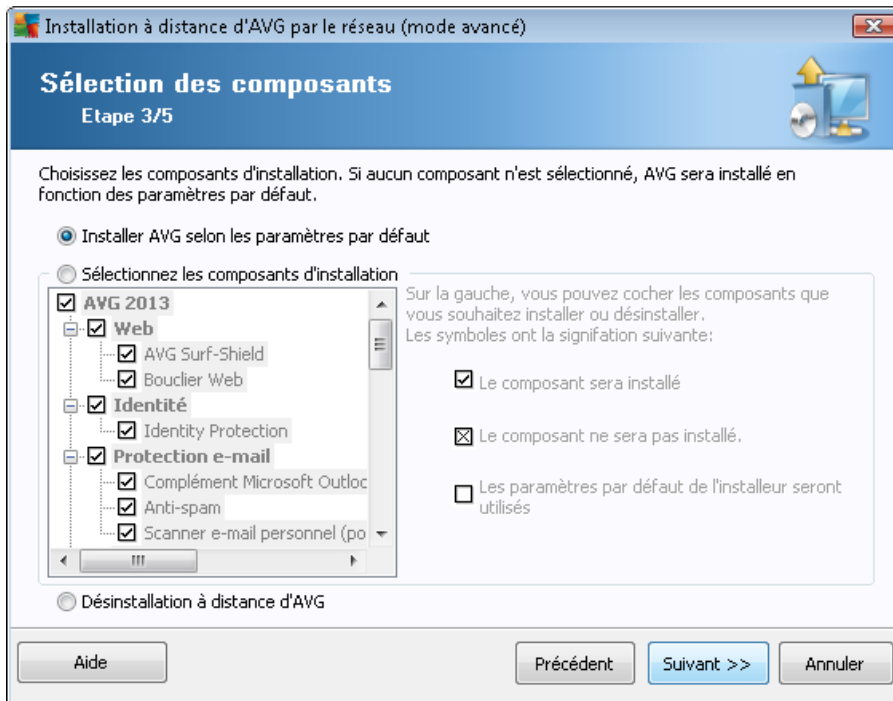 Installation à distance d'AVG par le réseau (mode avancé)
Sélection des composants
Etape 3/5
Choisissez les composants d'installation. Si aucun composant n'est sélectionné, AVG sera installé en
fonction des paramètres par défaut.
Installer AVG selon les paramètres par défaut
Sélectionnez les composants d'installation
AVG 2013
Web
AVG Surf-Shield
Bouclier Web
Identité
Identity Protection
Protection e-mail
Complément Microsoft Outloc
Anti-spam
Scanner e-mail personnel (po
Sur la gauche, vous pouvez cocher les composants que
vous souhaitez installer ou désinstaller.
Les symboles ont la signifation suivante:
Le composant sera installé
Le composant ne sera pas installé.
Les paramètres par défaut de l'installeur seront
utilisés
Désinstallation à distance d'AVG
Aide
Précédent
Suivant >>
Annuler